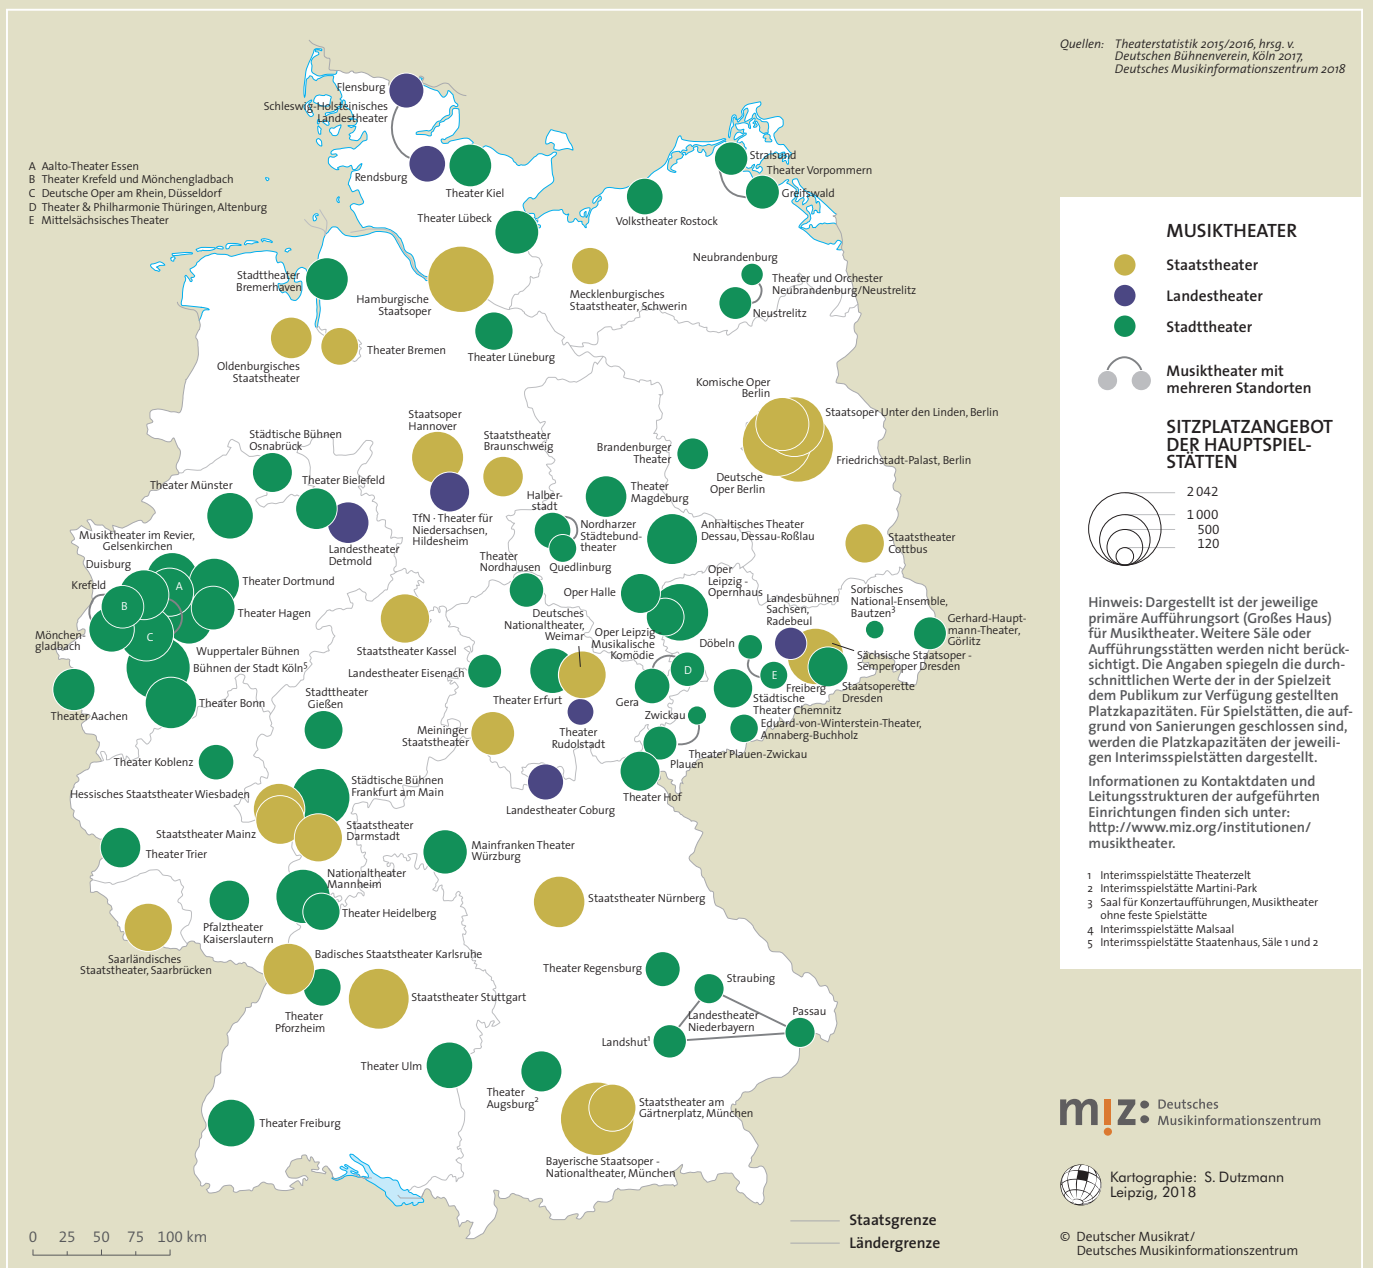 Quellen: Theaterstatistik 2015/2016, hrsg. v.
Deutschen Bühnenverein, Köln 2017,
Deutsches Musikinformationszentrum 2018
A Aalto-Theater Essen
B Theater Krefeld und Mönchengladbach
C Deutsche Oper am Rhein, Düsseldorf
D Theater & Philharmonie Thüringen, Altenburg
E Mittelsächsisches Theater
Flensburg
Schleswig-Holsteinisches
Landestheater
Rendsburg
Theater Kiel
Theater Lübeck
Stralsund
Theater Vorpommern
Greifswald
Volkstheater Rostock
Stadttheater
Bremerhaven
Hamburgische
Staatsoper
Mecklenburgisches
Staatstheater, Schwerin
Neubrandenburg
Theater und Orchester
Neubrandenburg/Neustrelitz
Neustrelitz
Oldenburgisches
Staatstheater
Theater Bremen
Theater Lüneburg
Komische Oper
Berlin
Staatsoper Unter den Linden, Berlin
Friedrichstadt-Palast, Berlin
Deutsche
Oper Berlin
Brandenburger
Theater
Staatsoper
Hannover
Staatstheater
Braunschweig
Städtische Bühnen
Osnabrück
Theater Bielefeld
Theater Münster
Landestheater
Detmold
TfN · Theater für
Niedersachsen,
Hildesheim
Halber-
stadt
Nordharzer
Städtebund-
theater
Quedlinburg
Theater
Magdeburg
Anhaltisches Theater
Dessau, Dessau-Roßlau
Staatstheater
Cottbus
Musiktheater im Revier,
Gelsenkirchen
Duisburg
Krefeld
A
B
C
Mönchen-
gladbach
Theater Dortmund
Theater Hagen
Wuppertaler Bühnen
Bühnen der Stadt Köln⁵
Theater Bonn
Theater Aachen
Theater
Nordhausen
Oper Halle
Oper
Leipzig -
Opernhaus
Deutsches
Nationaltheater,
Weimar
Oper Leipzig
Musikalische
Komödie
Landesbühnen
Sachsen,
Radebeul
Sorbisches
National-Ensemble,
Bautzen³
Gerhard-Haupt-
mann-Theater,
Görlitz
Staatstheater Kassel
Landestheater Eisenach
Theater Erfurt
Döbeln
D
E
Freiberg
Sächsische Staatsoper -
Semperoper Dresden
Staatsoperette
Dresden
Gera
Städtische
Theater Chemnitz
Zwickau
Eduard-von-Winterstein-Theater,
Annaberg-Buchholz
Theater Plauen-Zwickau
Plauen
Theater Hof
Meininger
Staatstheater
Theater
Rudolstadt
Landestheater Coburg
Stadttheater
Gießen
Theater Koblenz
Hessisches Staatstheater Wiesbaden
Städtische Bühnen
Frankfurt am Main
Staatstheater Mainz
Staatstheater
Darmstadt
Theater Trier
Mainfranken Theater
Würzburg
Nationaltheater
Mannheim
Theater Heidelberg
Pfalztheater
Kaiserslautern
Saarländisches
Staatstheater, Saarbrücken
Staatstheater Nürnberg
Badisches Staatstheater Karlsruhe
Theater
Pforzheim
Staatstheater Stuttgart
Theater Regensburg
Straubing
Landestheater
Niederbayern
Passau
Landshut¹
Theater Ulm
Theater
Augsburg²
Theater Freiburg
Staatstheater am
Gärtnerplatz, München
Bayerische Staatsoper -
Nationaltheater, München
MUSIKTHEATER
Staatstheater
Landestheater
Stadttheater
Musiktheater mit
mehreren Standorten
SITZPLATZANGEBOT
DER HAUPTSPIEL-
STÄTTEN
2 042
1 000
500
120
Hinweis: Dargestellt ist der jeweilige
primäre Aufführungsort (Großes Haus)
für Musiktheater. Weitere Säle oder
Aufführungsstätten werden nicht berück-
sichtigt. Die Angaben spiegeln die durch-
schnittlichen Werte der in der Spielzeit
dem Publikum zur Verfügung gestellten
Platzkapazitäten. Für Spielstätten, die auf-
grund von Sanierungen geschlossen sind,
werden die Platzkapazitäten der jeweili-
gen Interimsspielstätten dargestellt.
Informationen zu Kontaktdaten und
Leitungsstrukturen der aufgeführten
Einrichtungen finden sich unter:
http://www.miz.org/institutionen/
musiktheater.
1 Interimsspielstätte Theaterzelt
2 Interimsspielstätte Martini-Park
3 Saal für Konzertaufführungen, Musiktheater
ohne feste Spielstätte
4 Interimsspielstätte Malsaal
5 Interimsspielstätte Staatenhaus, Säle 1 und 2
miz: Deutsches
Musikinformationszentrum
Kartographie: S. Dutzmann
Leipzig, 2018
© Deutscher Musikrat/
Deutsches Musikinformationszentrum
Staatsgrenze
Ländergrenze
0 25 50 75 100 km